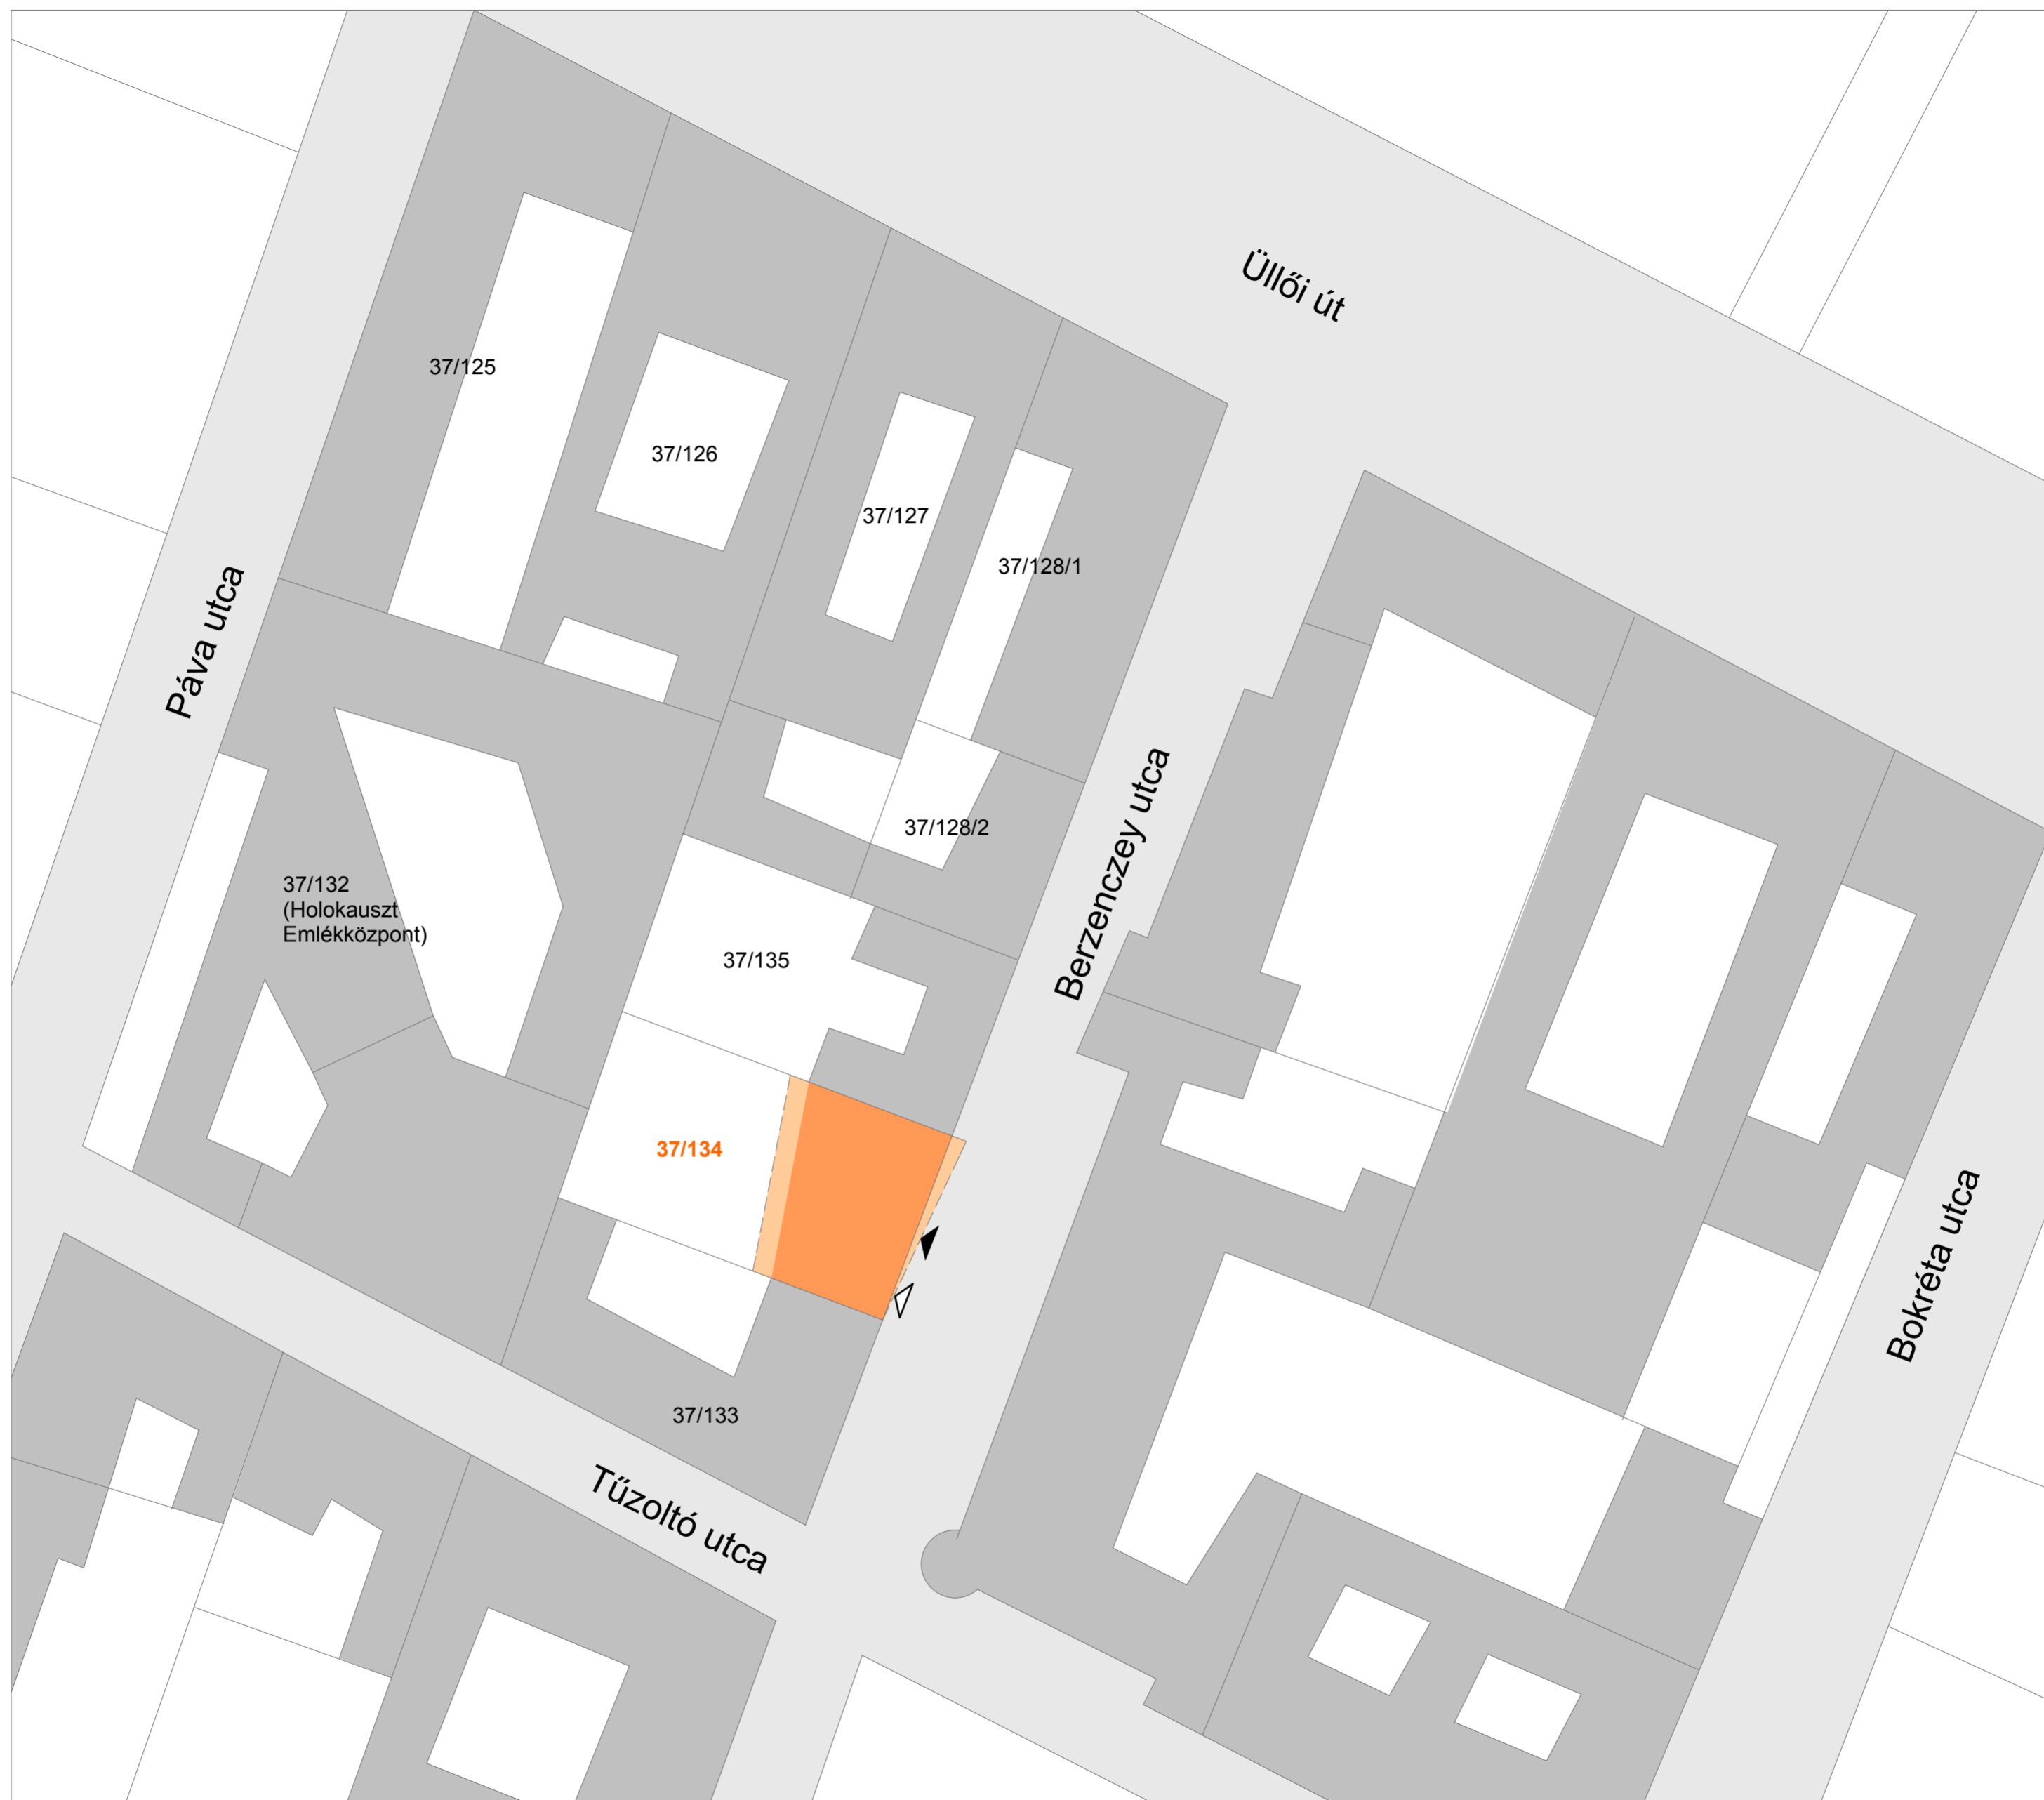 Üllői út
37/125
37/126
37/127
37/128/1
Páva utca
Berzenczey utca
37/128/2
37/132
(Holokauszt
Emlékközpont)
37/135
37/134
Bokréta utca
37/133
Tűzoltó utca